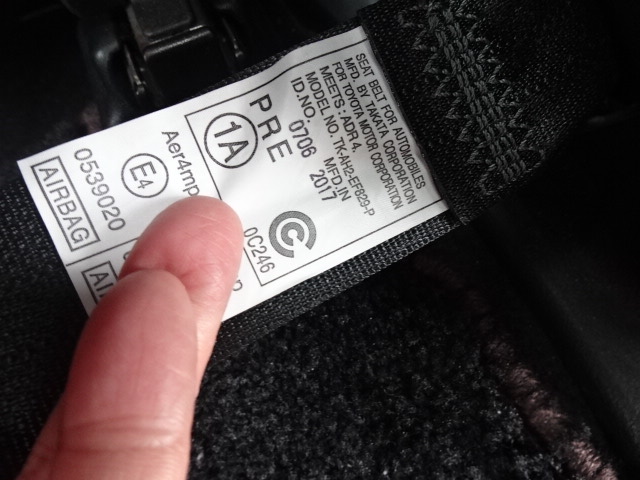 SEAT BELT FOR AUTOMOBILES
MFD. BY TAKATA CORPORATION
FOR TOYOTA MOTOR CORPORATION
MEETS : ADR 4
MODEL NO. TK-AH2-EF829-P
ID.NO. MFD.IN
0706 2017
PRE
1A
0C246
Aer4mp
E4
0539020
AIRBAG